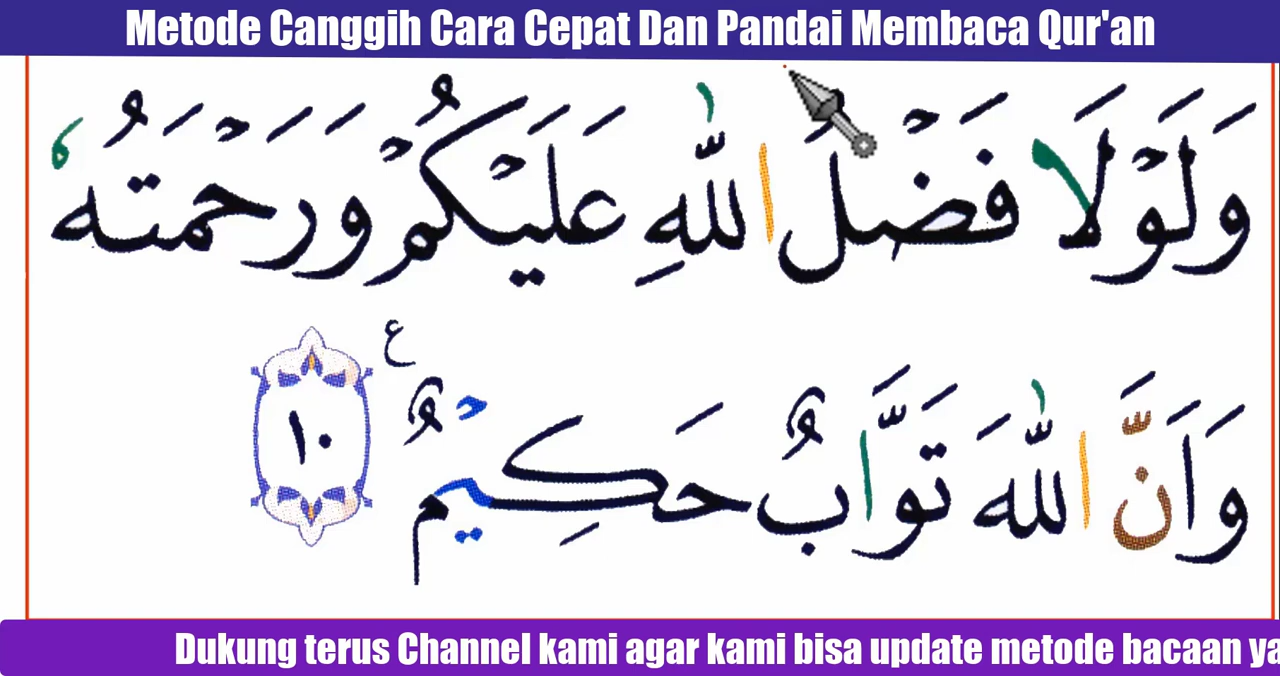 Metode Canggih Cara Cepat Dan Pandai Membaca Qur'an
وَلَوْلَا فَضْلُ اللّٰهِ عَلَيْكُمْ وَرَحْمَتُهٗ
وَاَنَّ اللّٰهَ تَوَّابٌ حَكِيْمٌ ࣖ ١٠
Dukung terus Channel kami agar kami bisa update metode bacaan ya